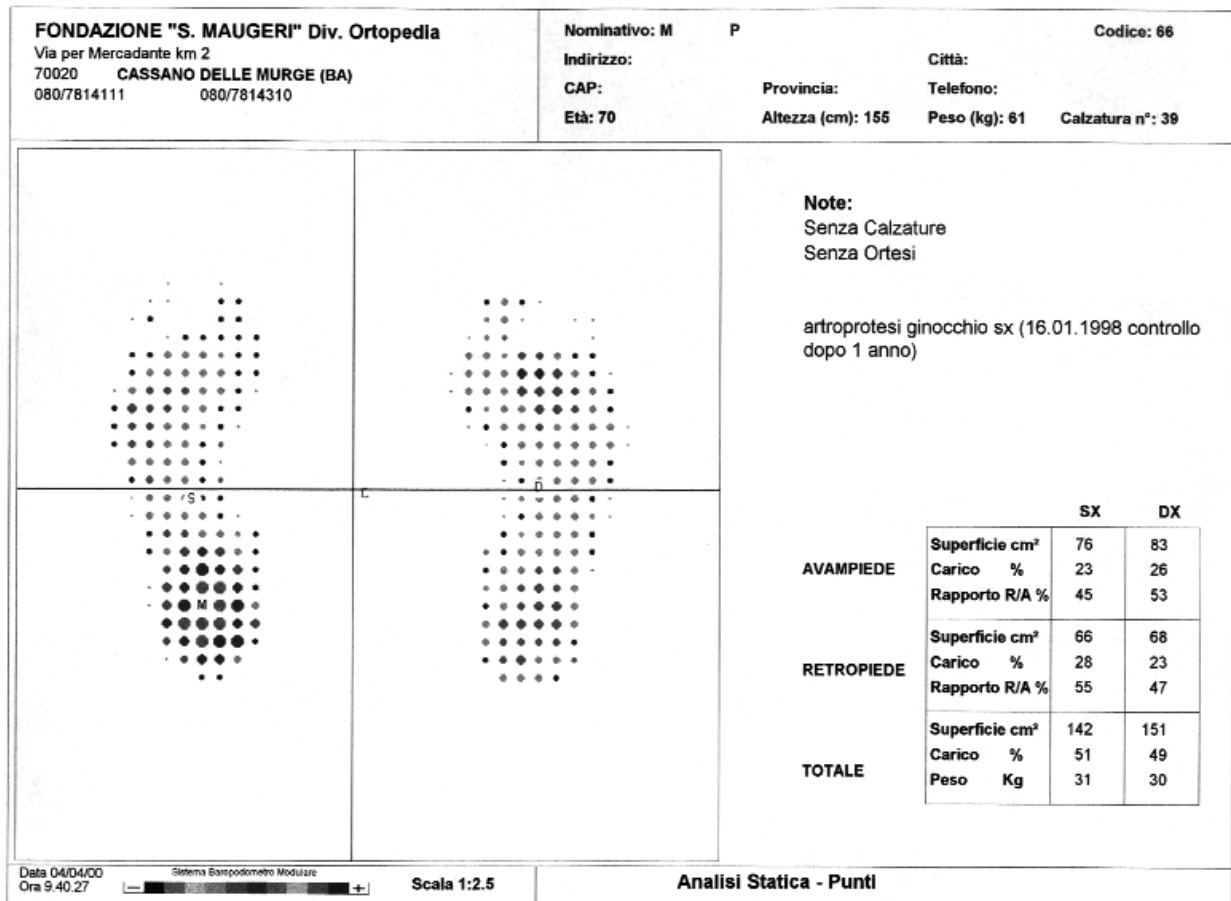 FONDAZIONE "S. MAUGERI" Div. Ortopedia
Via per Mercadante km 2
70020 CASSANO DELLE MURGE (BA)
080/7814111 080/7814310
Nominativo: M P Codice: 66
Indirizzo: Città:
CAP: Provincia: Telefono:
Età: 70 Altezza (cm): 155 Peso (kg): 61 Calzatura n°: 39
Note:
Senza Calzature
Senza Ortesi
artroprotesi ginocchio sx (16.01.1998 controllo
dopo 1 anno)
S
D
M
SX DX
AVAMPIEDE
Superficie cm² 76 83
Carico % 23 26
Rapporto R/A % 45 53
RETROPIEDE
Superficie cm² 66 68
Carico % 28 23
Rapporto R/A % 55 47
TOTALE
Superficie cm² 142 151
Carico % 51 49
Peso Kg 31 30
Data 04/04/00
Ora 9.40.27
Sistema Baropodometro Modulare
- +
Scala 1:2.5
Analisi Statica - Punti